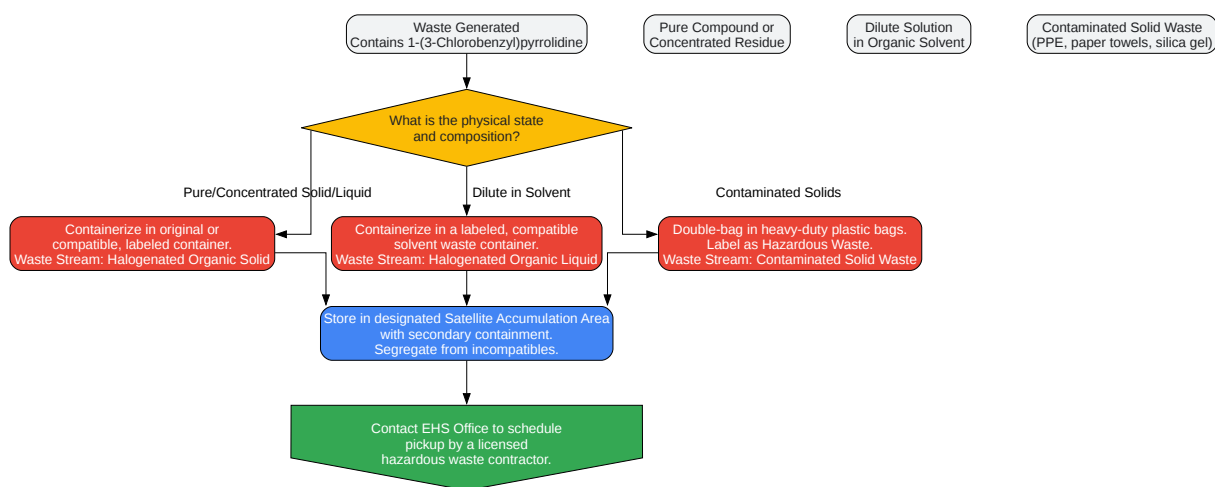 Waste Generated
Contains 1-(3-Chlorobenzyl)pyrrolidine
Pure Compound or
Concentrated Residue
Dilute Solution
in Organic Solvent
Contaminated Solid Waste
(PPE, paper towels, silica gel)
What is the physical state
and composition?
Pure/Concentrated Solid/Liquid
Dilute in Solvent
Contaminated Solids
Containerize in original or
compatible, labeled container.
Waste Stream: Halogenated Organic Solid
Containerize in a labeled, compatible
solvent waste container.
Waste Stream: Halogenated Organic Liquid
Double-bag in heavy-duty plastic bags.
Label as Hazardous Waste.
Waste Stream: Contaminated Solid Waste
Store in designated Satellite Accumulation Area
with secondary containment.
Segregate from incompatibles.
Contact EHS Office to schedule
pickup by a licensed
hazardous waste contractor.